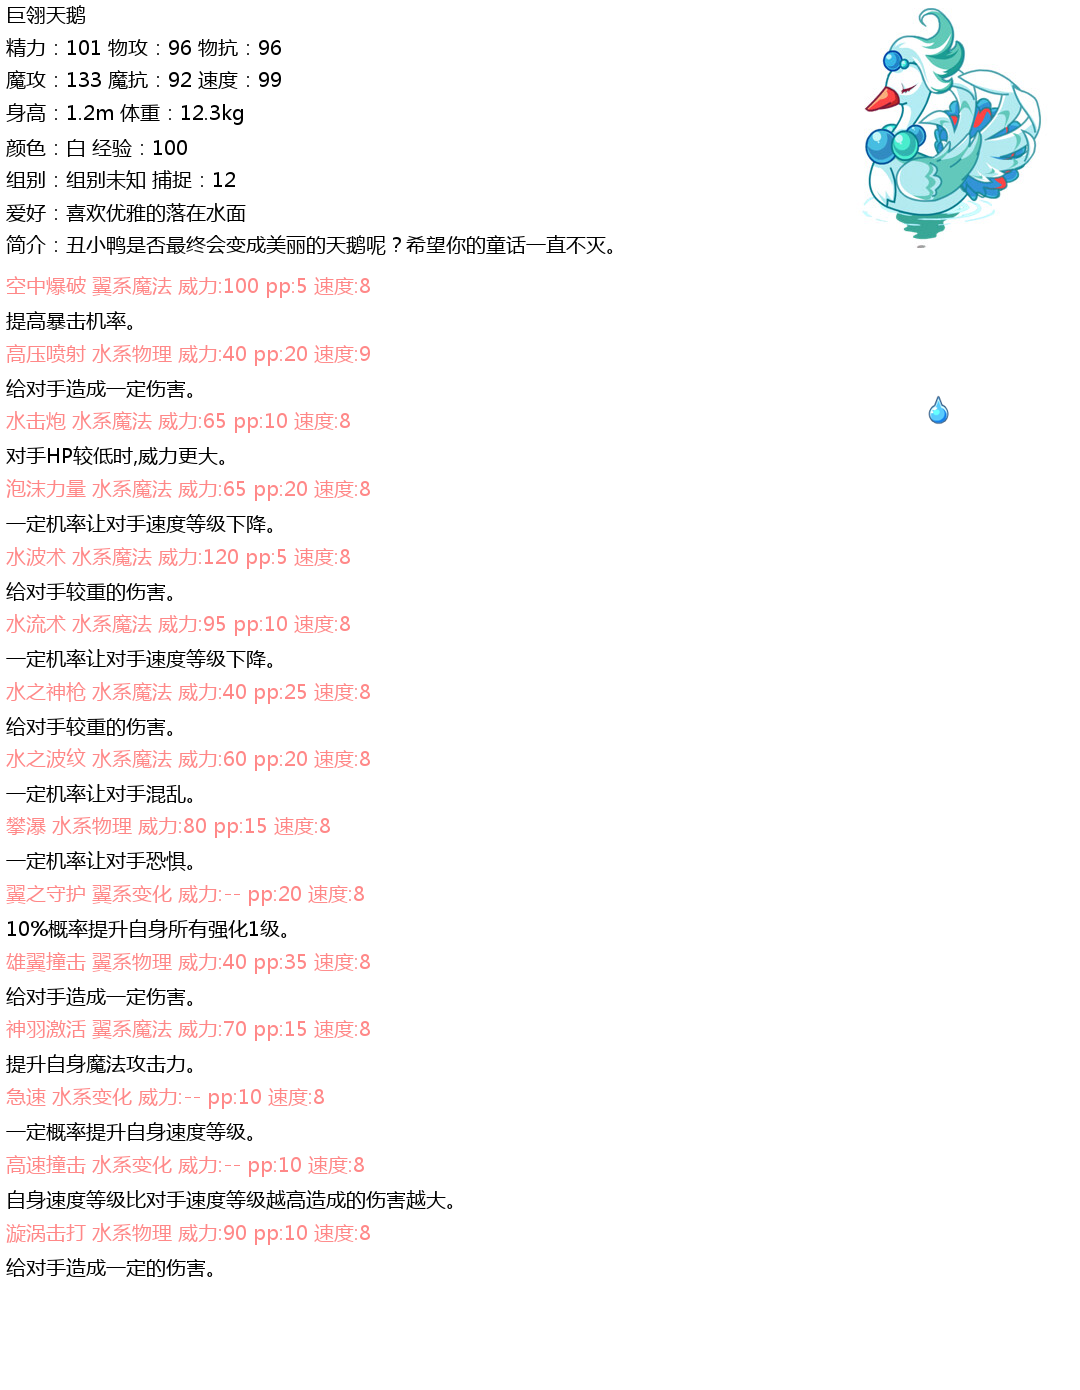 巨翎天鹅
精力：101 物攻：96 物抗：96
魔攻：133 魔抗：92 速度：99
身高：1.2m 体重：12.3kg
颜色：白 经验：100
组别：组别未知 捕捉：12
爱好：喜欢优雅的落在水面
简介：丑小鸭是否最终会变成美丽的天鹅呢？希望你的童话一直不灭。
空中爆破 翼系魔法 威力:100 pp:5 速度:8
提高暴击机率。
高压喷射 水系物理 威力:40 pp:20 速度:9
给对手造成一定伤害。
水击炮 水系魔法 威力:65 pp:10 速度:8
对手HP较低时,威力更大。
泡沫力量 水系魔法 威力:65 pp:20 速度:8
一定机率让对手速度等级下降。
水波术 水系魔法 威力:120 pp:5 速度:8
给对手较重的伤害。
水流术 水系魔法 威力:95 pp:10 速度:8
一定机率让对手速度等级下降。
水之神枪 水系魔法 威力:40 pp:25 速度:8
给对手较重的伤害。
水之波纹 水系魔法 威力:60 pp:20 速度:8
一定机率让对手混乱。
攀瀑 水系物理 威力:80 pp:15 速度:8
一定机率让对手恐惧。
翼之守护 翼系变化 威力:-- pp:20 速度:8
10%概率提升自身所有强化1级。
雄翼撞击 翼系物理 威力:40 pp:35 速度:8
给对手造成一定伤害。
神羽激活 翼系魔法 威力:70 pp:15 速度:8
提升自身魔法攻击力。
急速 水系变化 威力:-- pp:10 速度:8
一定概率提升自身速度等级。
高速撞击 水系变化 威力:-- pp:10 速度:8
自身速度等级比对手速度等级越高造成的伤害越大。
漩涡击打 水系物理 威力:90 pp:10 速度:8
给对手造成一定的伤害。